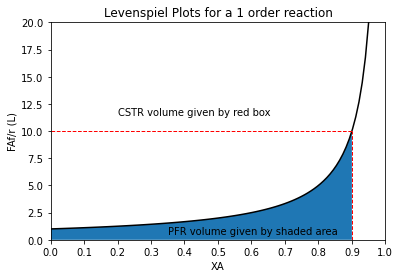 Levenspiel Plots for a 1 order reaction
FAf/r (L)
20.0
17.5
15.0
12.5
10.0
7.5
5.0
2.5
0.0
CSTR volume given by red box
PFR volume given by shaded area
0.0 0.1 0.2 0.3 0.4 0.5 0.6 0.7 0.8 0.9 1.0
XA